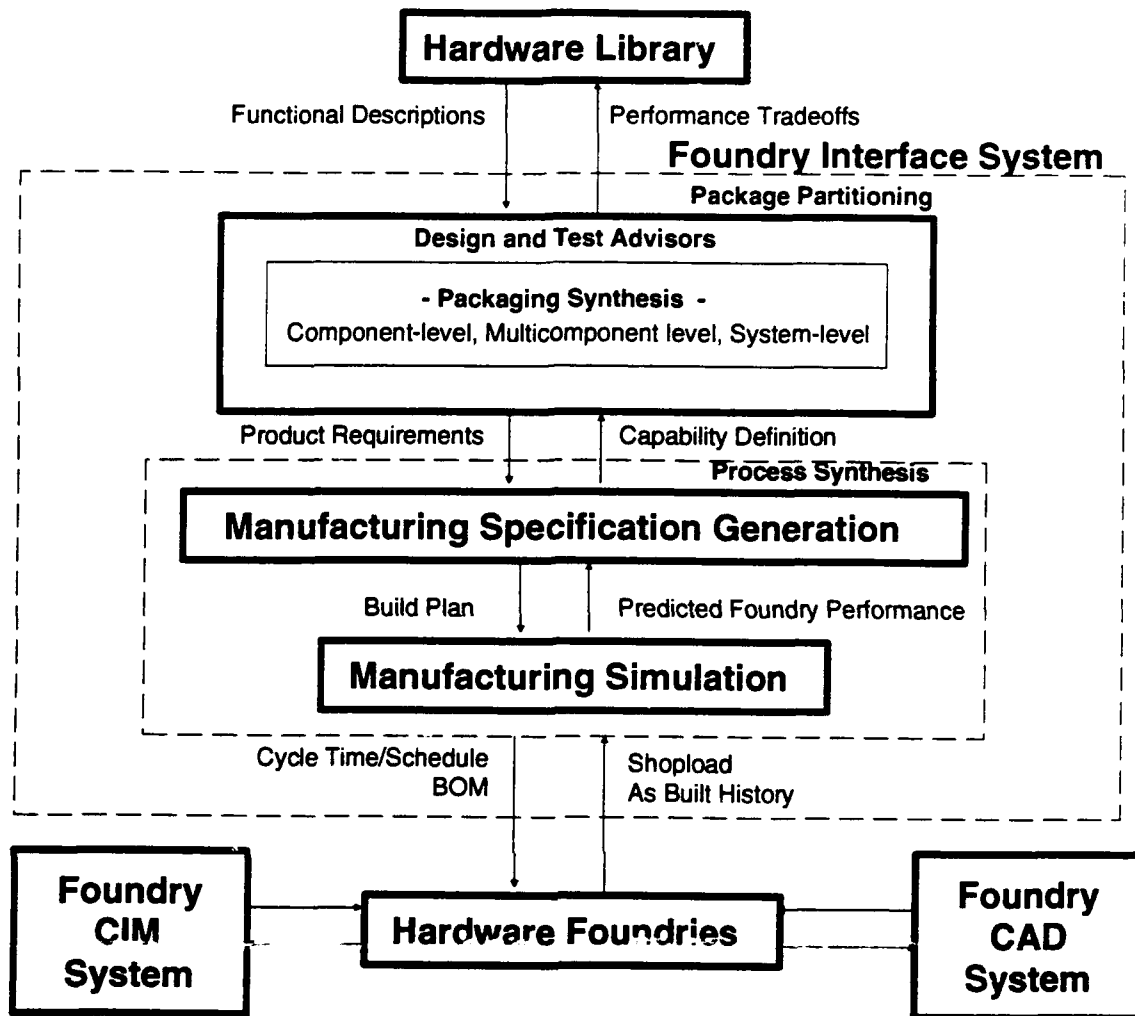 Hardware Library
Functional Descriptions
Performance Tradeoffs
Foundry Interface System
Package Partitioning
Design and Test Advisors
- Packaging Synthesis -
Component-level, Multicomponent level, System-level
Product Requirements
Capability Definition
Process Synthesis
Manufacturing Specification Generation
Build Plan
Predicted Foundry Performance
Manufacturing Simulation
Cycle Time/Schedule
BOM
Shopload
As Built History
Foundry
CIM
System
Hardware Foundries
Foundry
CAD
System